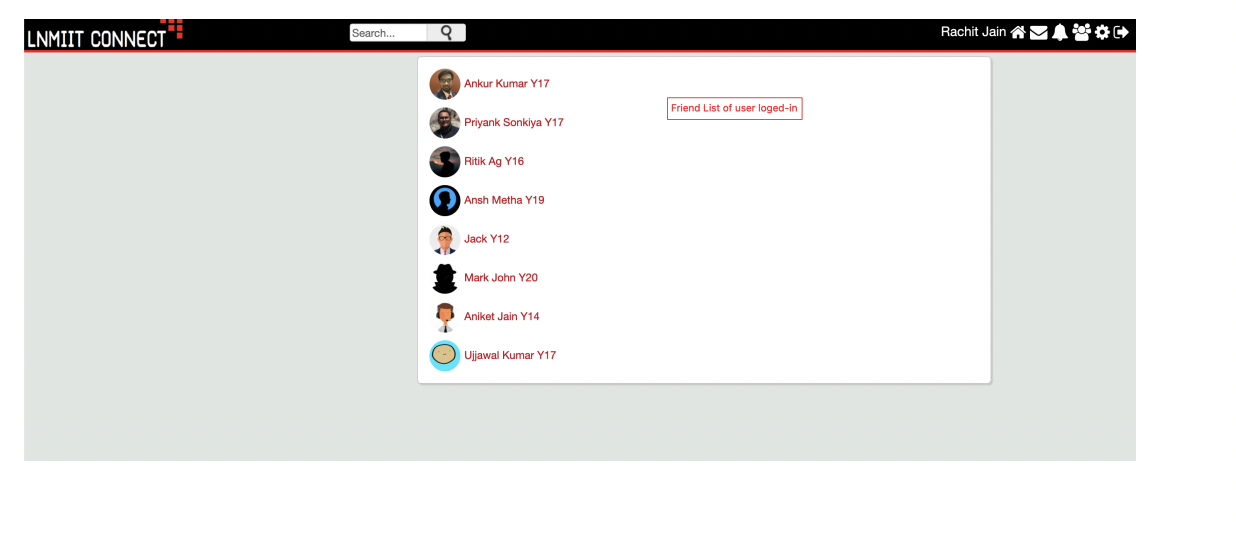 LNMIIT CONNECT
Search...
Rachit Jain
Ankur Kumar Y17
Friend List of user loged-in
Priyank Sonkiya Y17
Ritik Ag Y16
Ansh Metha Y19
Jack Y12
Mark John Y20
Aniket Jain Y14
Ujjawal Kumar Y17